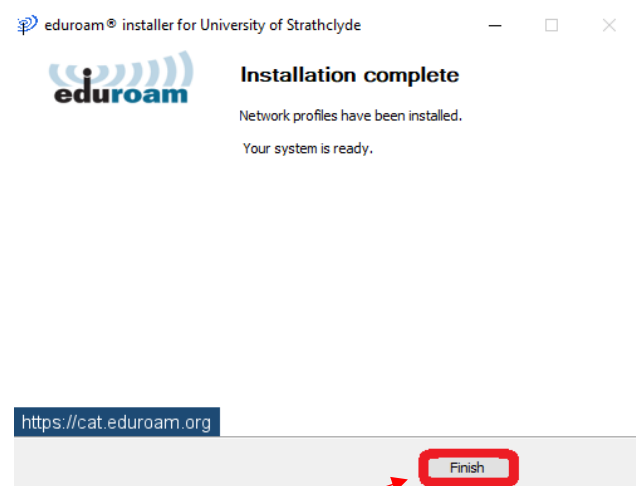 eduroam® installer for University of Strathclyde
eduroam
Installation complete
Network profiles have been installed.
Your system is ready.
https://cat.eduroam.org
Finish